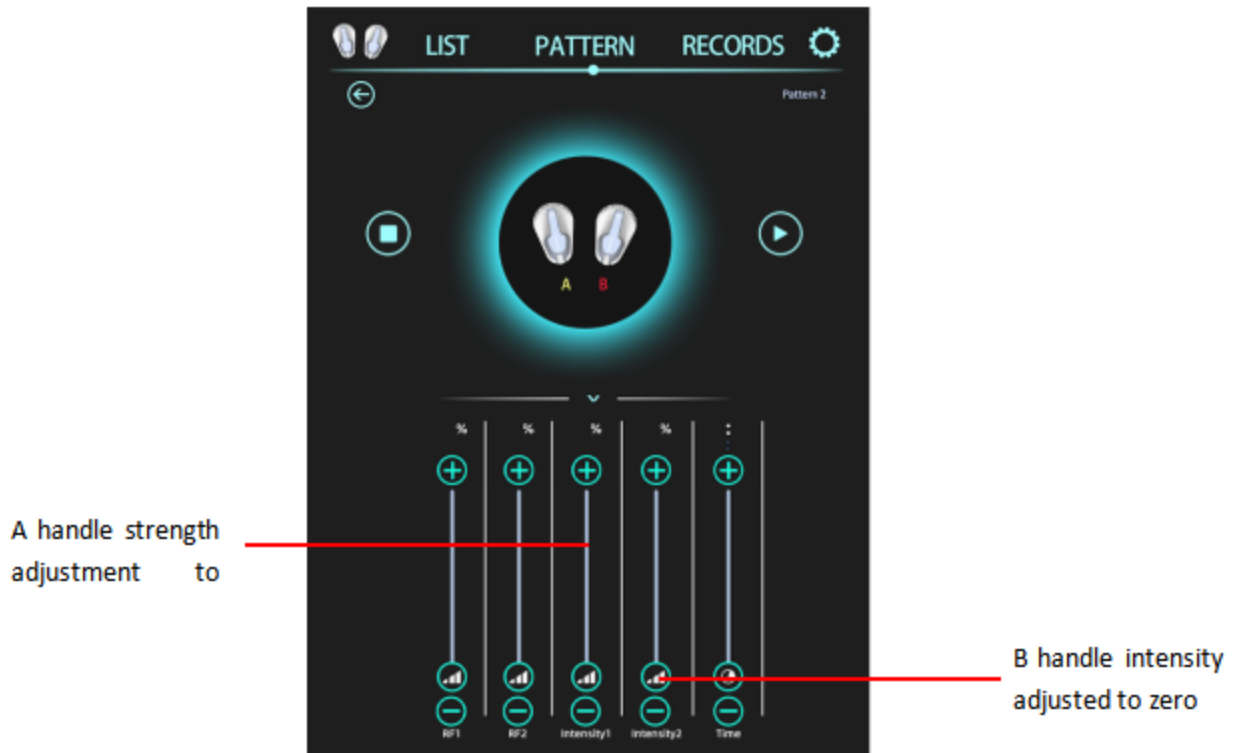 LIST PATTERN RECORDS
Pattern 2
A B
% % % % :
A handle strength
adjustment to
B handle intensity
adjusted to zero
RF1 RF2 Intensity1 Intensity2 Time